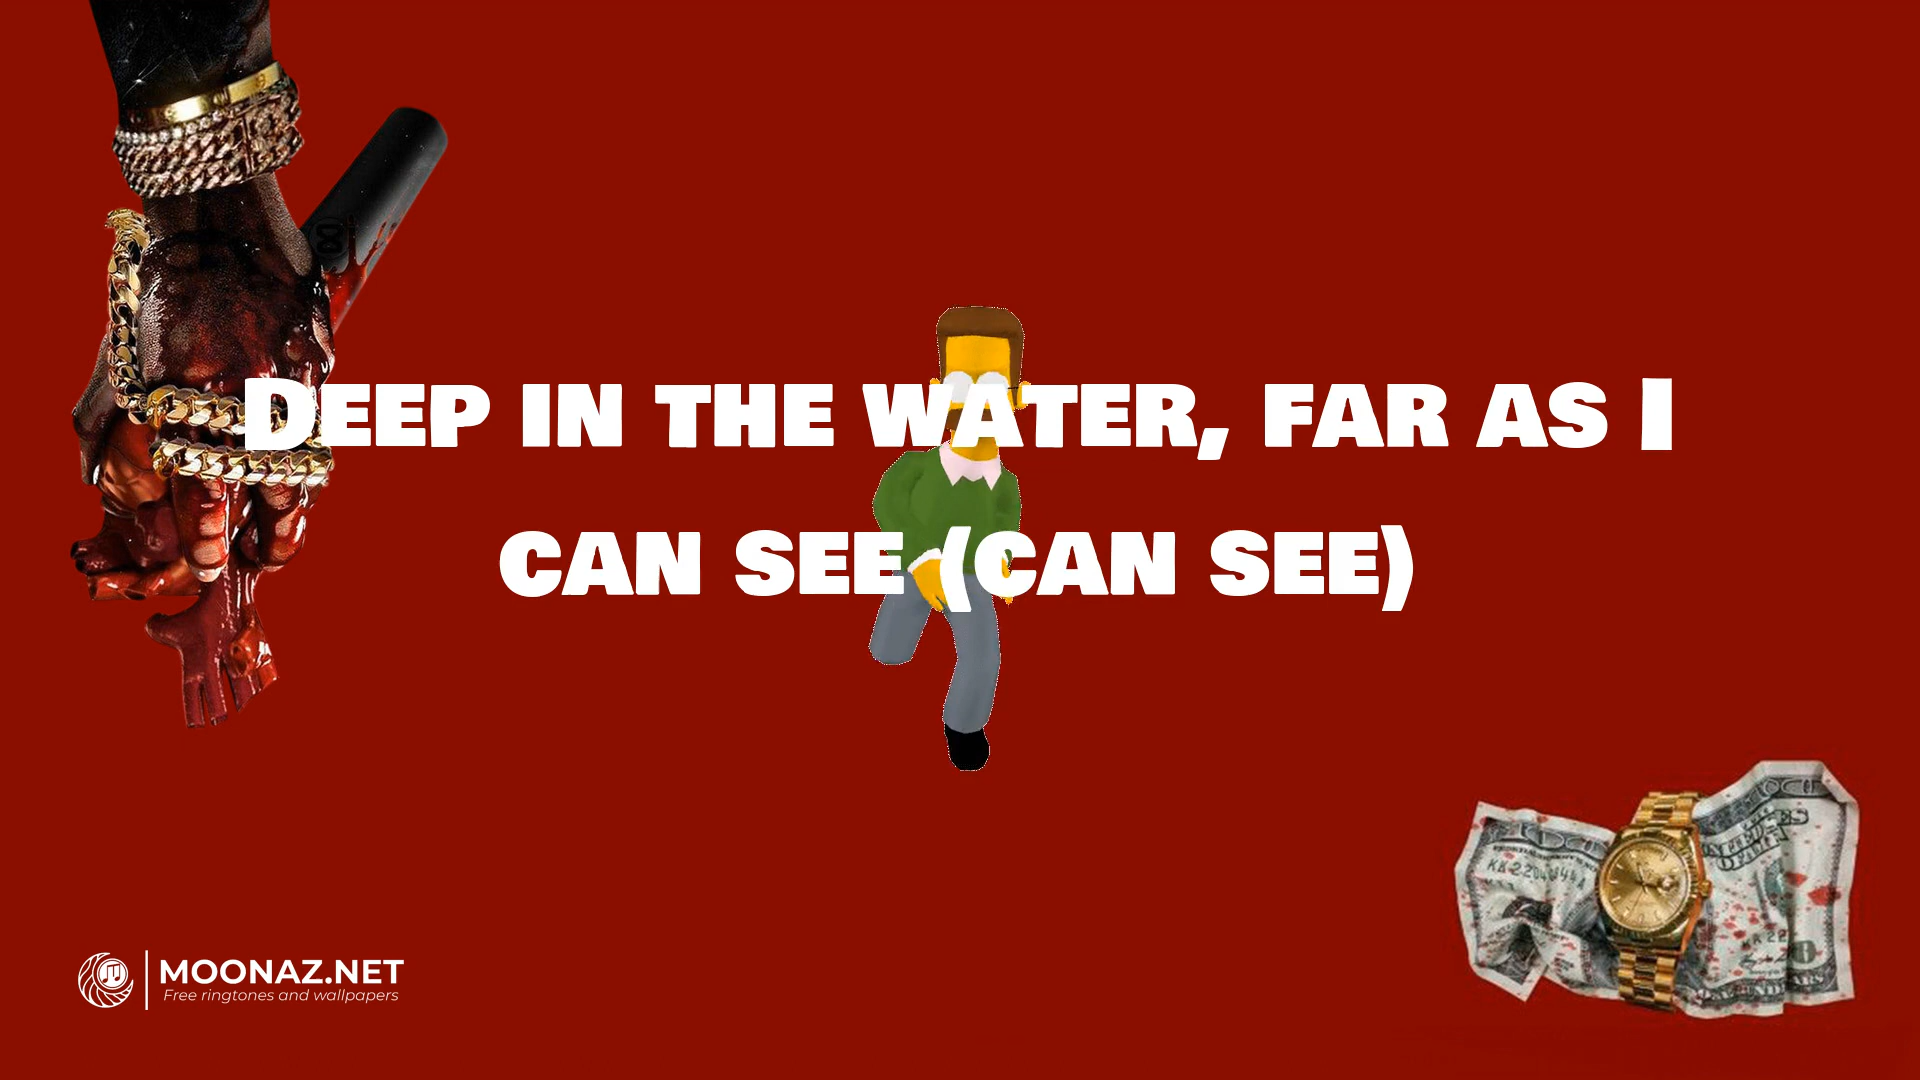 Deep in the water, far as I
can see (can see)
MOONAZ.NET
Free ringtones and wallpapers